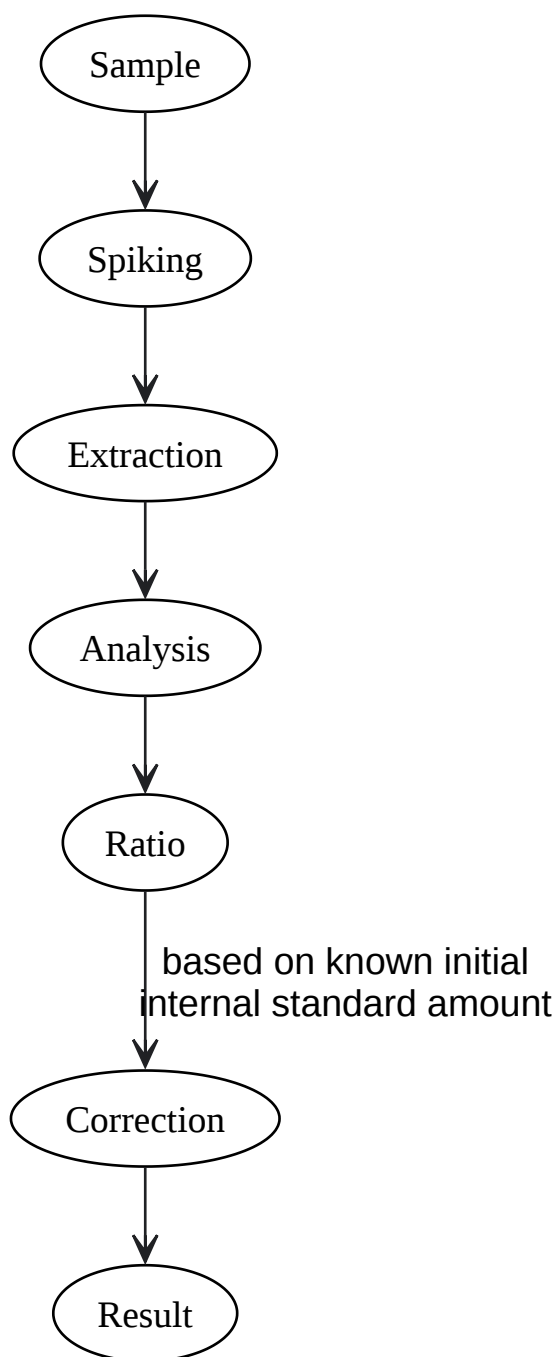 Sample
Spiking
Extraction
Analysis
Ratio
based on known initial
internal standard amount
Correction
Result